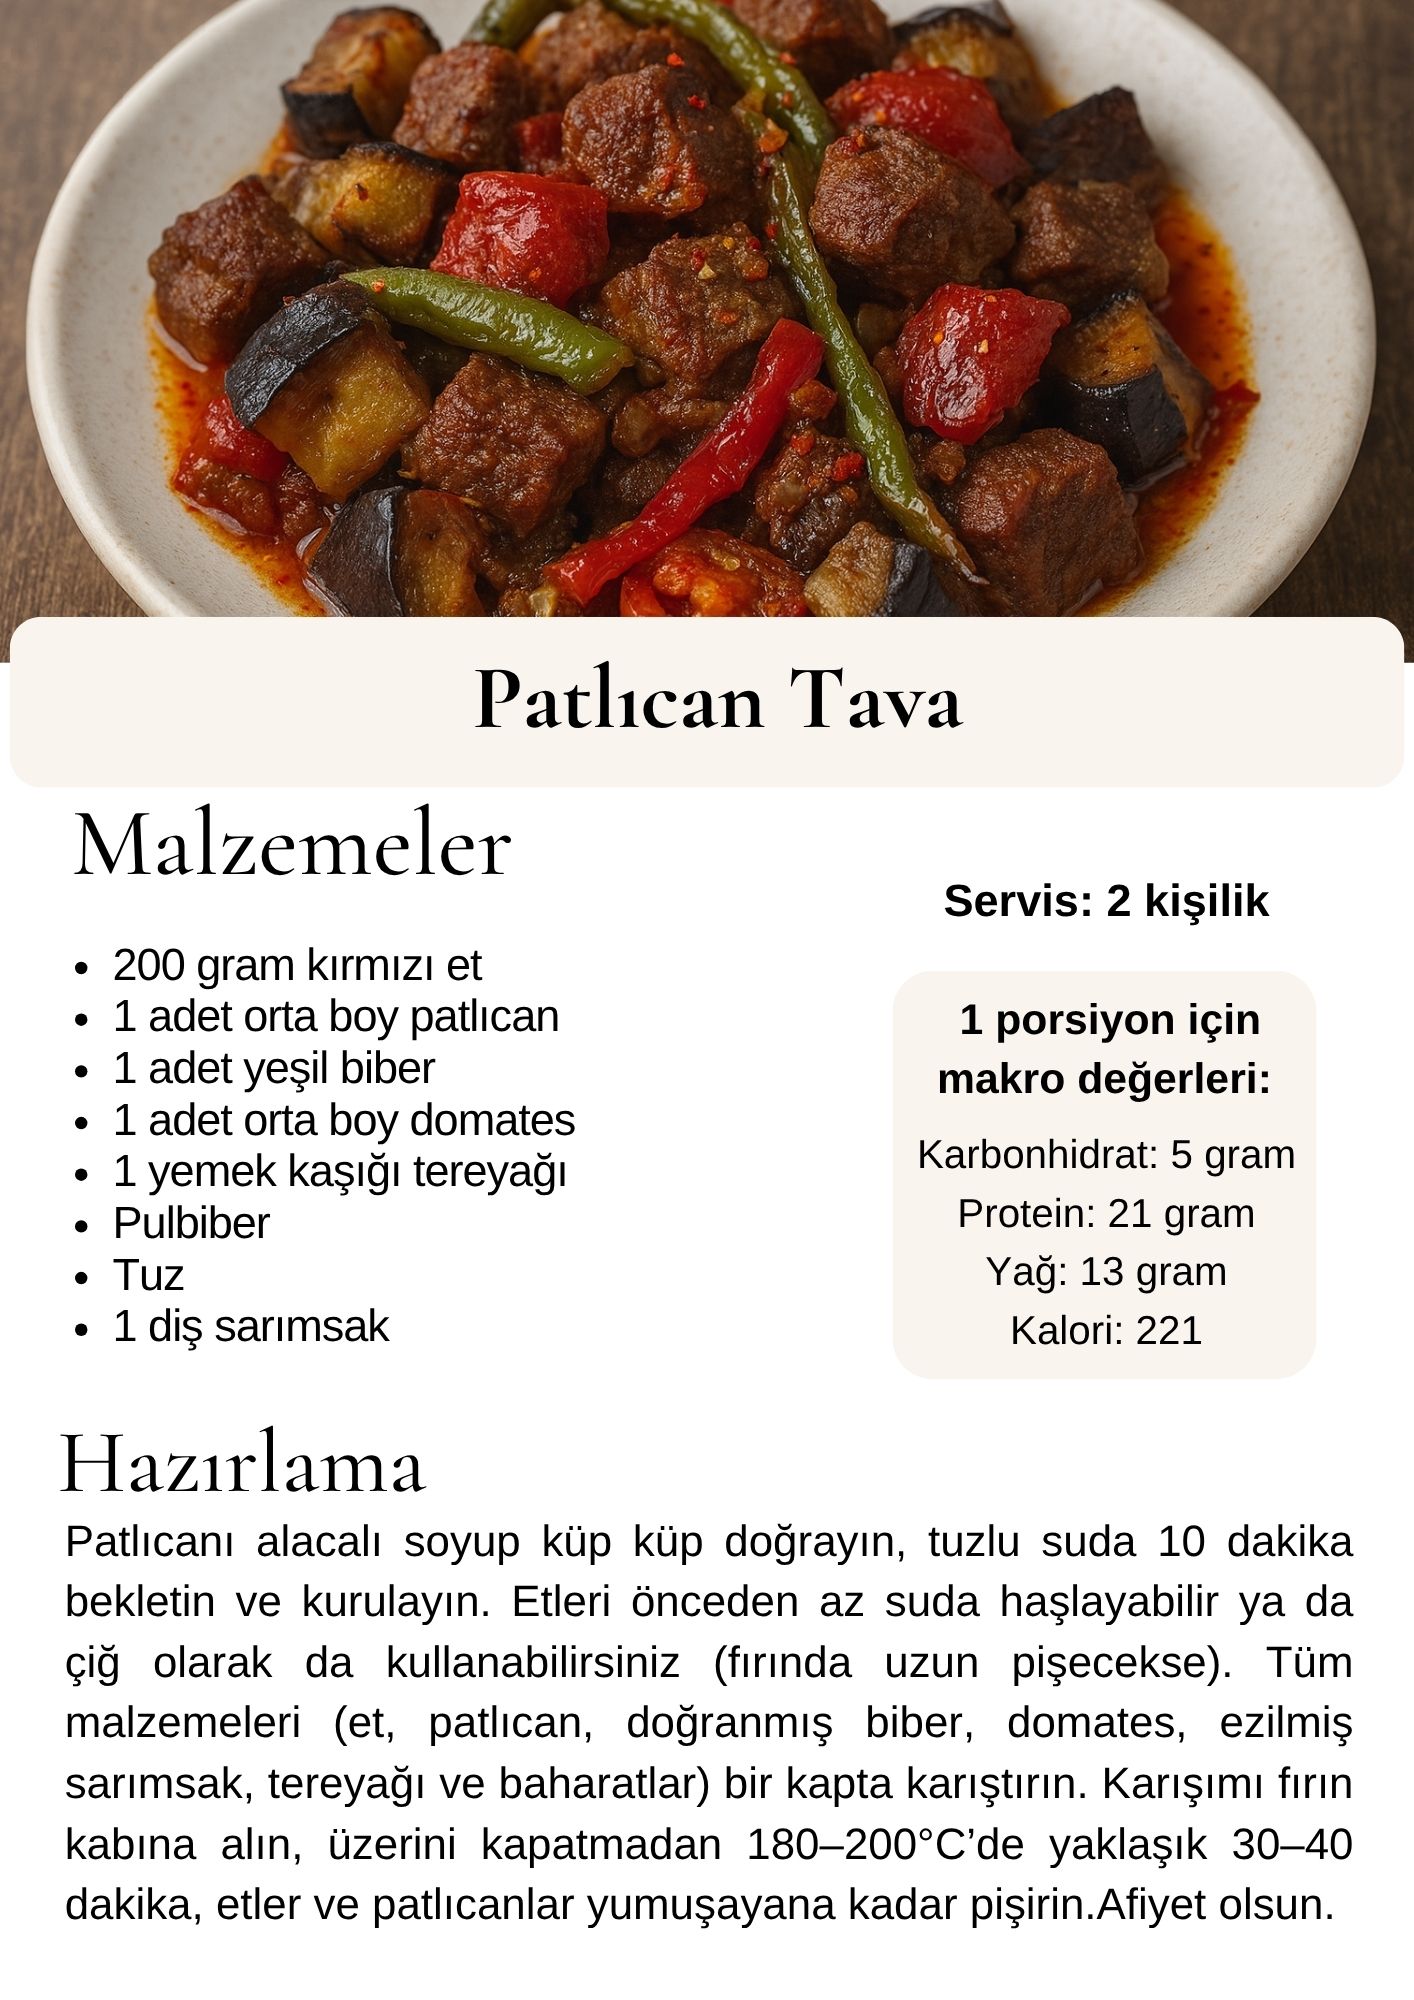 Patlıcan Tava
Malzemeler
Servis: 2 kişilik
200 gram kırmızı et
1 adet orta boy patlıcan
1 adet yeşil biber
1 adet orta boy domates
1 yemek kaşığı tereyağı
Pulbiber
Tuz
1 diş sarımsak
1 porsiyon için
makro değerleri:
Karbonhidrat: 5 gram
Protein: 21 gram
Yağ: 13 gram
Kalori: 221
Hazırlama
Patlıcanı alacalı soyup küp küp doğrayın, tuzlu suda 10 dakika
bekletin ve kurulayın. Etleri önceden az suda haşlayabilir ya da
çiğ olarak da kullanabilirsiniz (fırında uzun pişecekse). Tüm
malzemeleri (et, patlıcan, doğranmış biber, domates, ezilmiş
sarımsak, tereyağı ve baharatlar) bir kapta karıştırın. Karışımı fırın
kabına alın, üzerini kapatmadan 180–200°C’de yaklaşık 30–40
dakika, etler ve patlıcanlar yumuşayana kadar pişirin.Afiyet olsun.